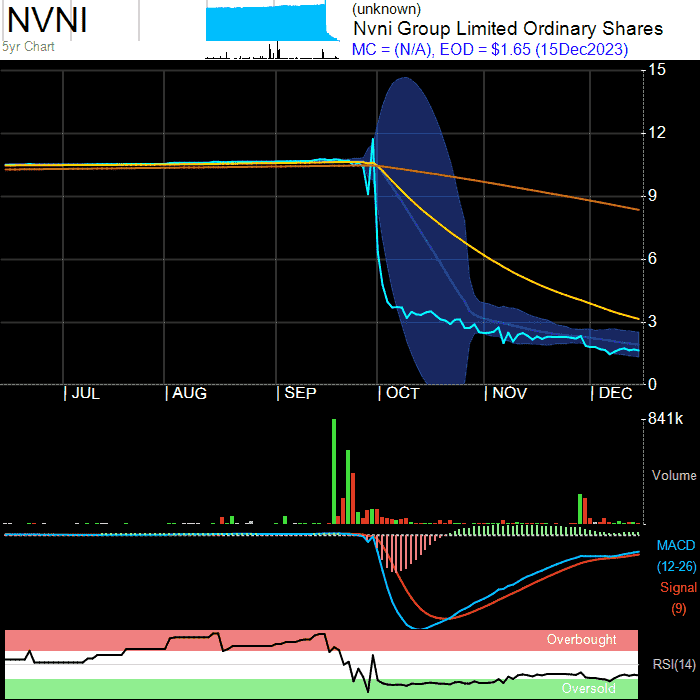 NVNI
5yr Chart
(unknown)
Nvni Group Limited Ordinary Shares
MC = (N/A), EOD = $1.65 (15Dec2023)
15
12
9
6
3
0
| JUL | AUG | SEP | OCT | NOV | DEC
841k
Volume
MACD
(12-26)
Signal
(9)
Overbought
RSI(14)
Oversold